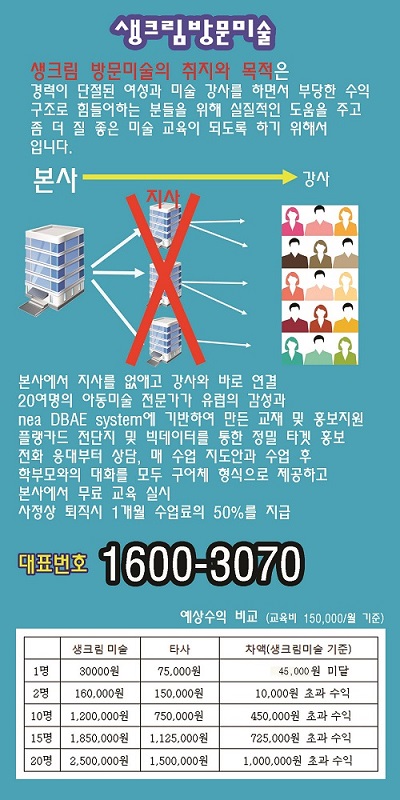 생크림방문미술
생크림 방문미술의 취지와 목적은
경력이 단절된 여성과 미술 강사를 하면서 부당한 수익
구조로 힘들어하는 분들을 위해 실질적인 도움을 주고
좀 더 질 좋은 미술 교육이 되도록 하기 위해서
입니다.
본사
강사
지사
본사에서 지사를 없애고 강사와 바로 연결
20여명의 아동미술 전문가가 유럽의 감성과
nea DBAE system에 기반하여 만든 교재 및 홍보지원
플랭카드 전단지 및 빅데이터를 통한 정밀 타겟 홍보
전화 응대부터 상담, 매 수업 지도안과 수업 후
학부모와의 대화를 모두 구어체 형식으로 제공하고
본사에서 무료 교육 실시
사정상 퇴직시 1개월 수업료의 50%를 지급
대표번호 1600-3070
예상수익 비교 (교육비 150,000/월 기준)
생크림 미술 타사 차액(생크림미술 기준)
1명 30000원 75,000원 45,000원 미달
2명 160,000원 150,000원 10,000원 초과 수익
10명 1,200,000원 750,000원 450,000원 초과 수익
15명 1,850,000원 1,125,000원 725,000원 초과 수익
20명 2,500,000원 1,500,000원 1,000,000원 초과 수익